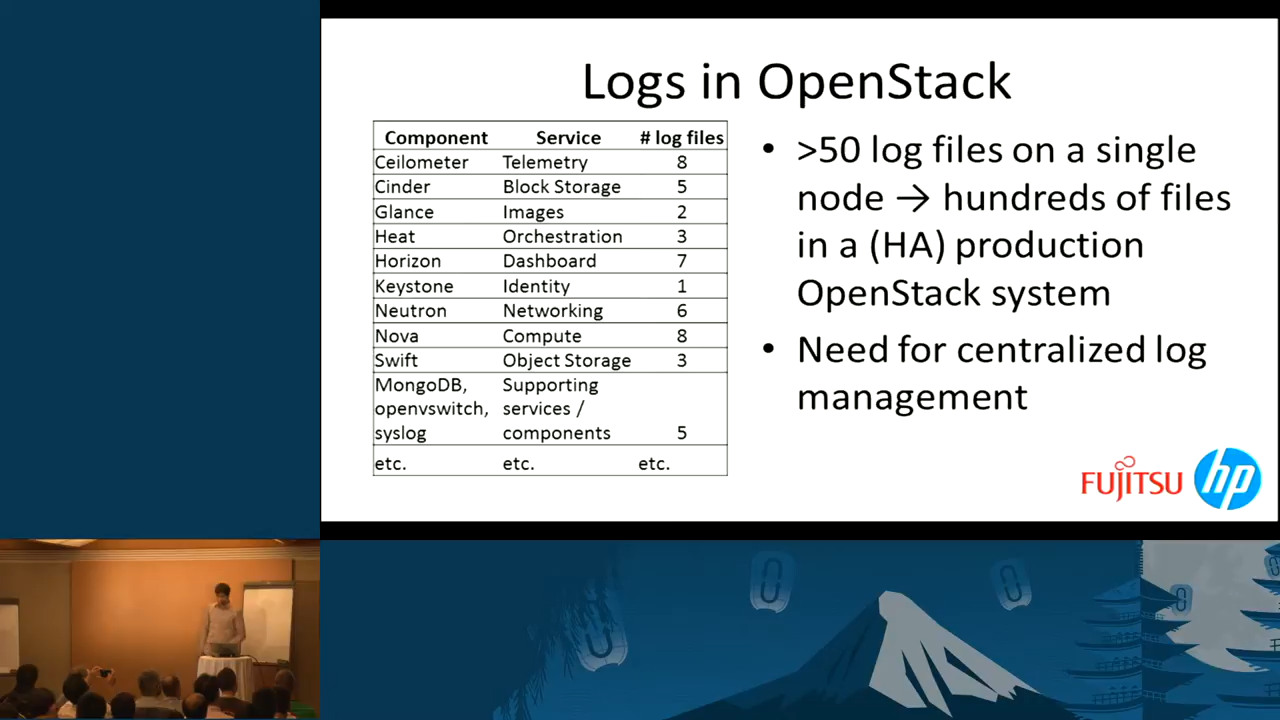 Logs in OpenStack
Component Service # log files
Ceilometer Telemetry 8
Cinder Block Storage 5
Glance Images 2
Heat Orchestration 3
Horizon Dashboard 7
Keystone Identity 1
Neutron Networking 6
Nova Compute 8
Swift Object Storage 3
MongoDB, Supporting
openvswitch, services /
syslog components 5
etc. etc. etc.
• >50 log files on a single
node → hundreds of files
in a (HA) production
OpenStack system
• Need for centralized log
management
FUJITSU hp